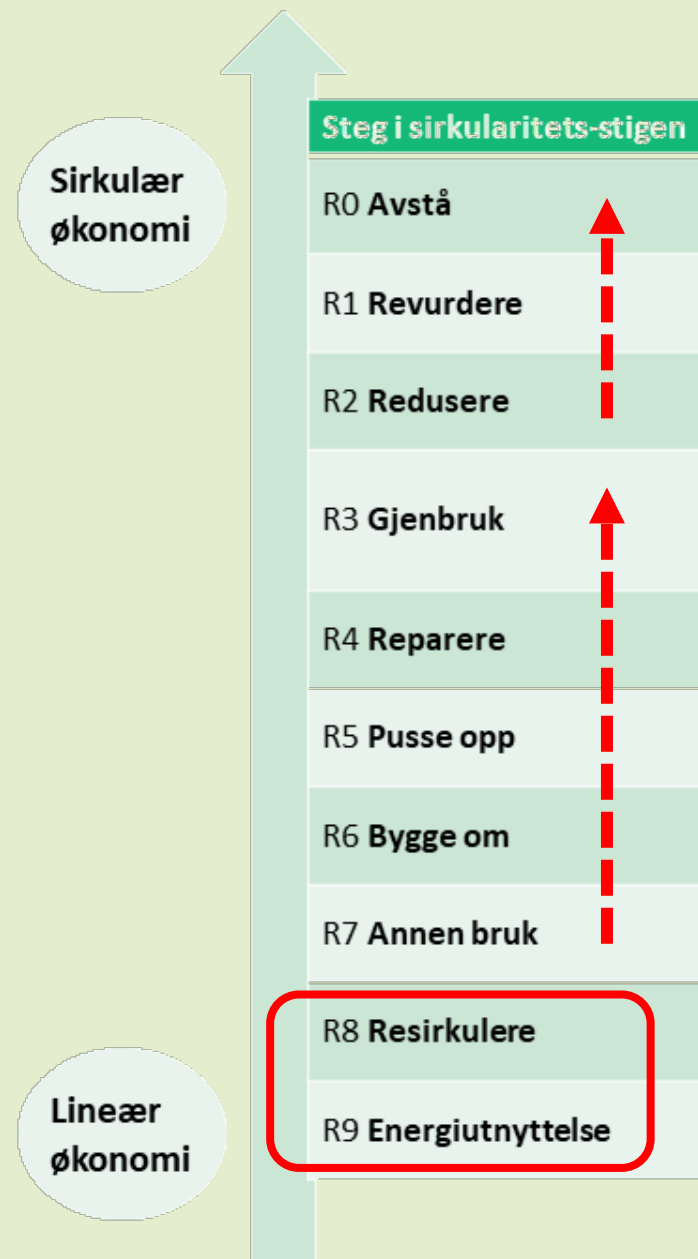 Steg i sirkularitets-stigen
Sirkulær
økonomi
R0 Avstå
R1 Revurdere
R2 Redusere
R3 Gjenbruk
R4 Reparere
R5 Pusse opp
R6 Bygge om
R7 Annen bruk
R8 Resirkulere
Lineær
økonomi
R9 Energiutnyttelse